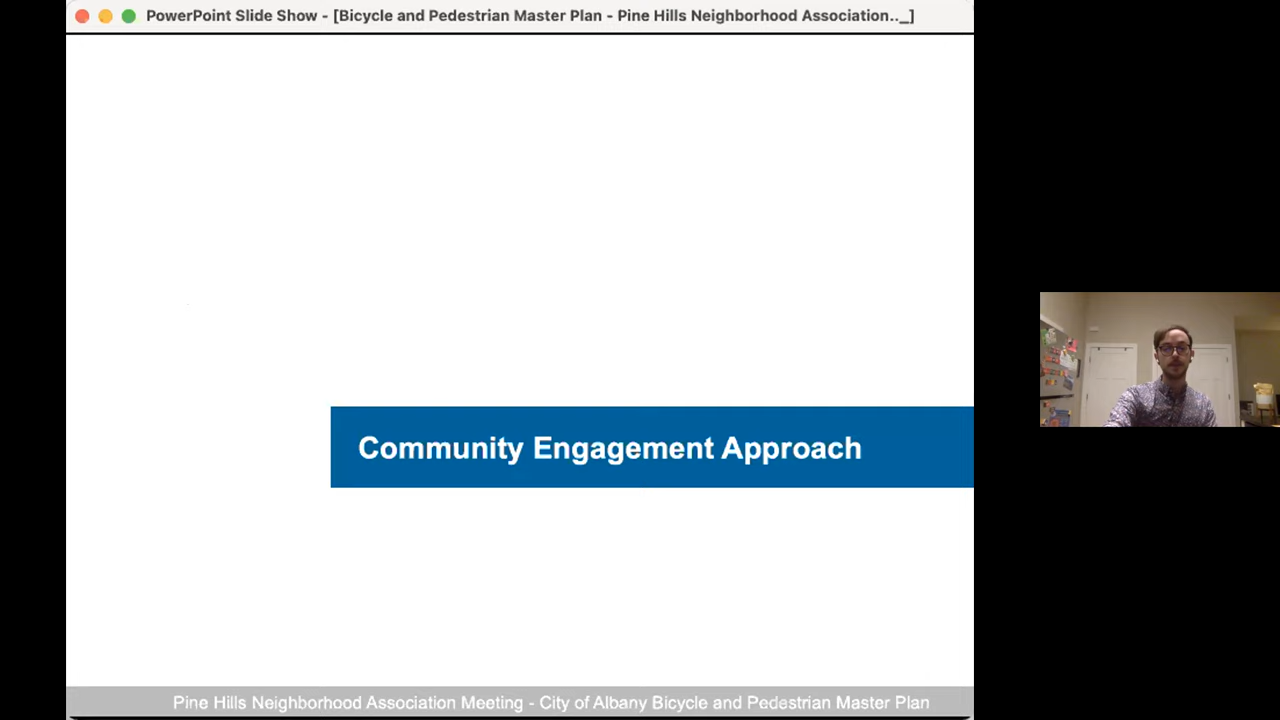 PowerPoint Slide Show - [Bicycle and Pedestrian Master Plan - Pine Hills Neighborhood Association.._]
Community Engagement Approach
Pine Hills Neighborhood Association Meeting - City of Albany Bicycle and Pedestrian Master Plan